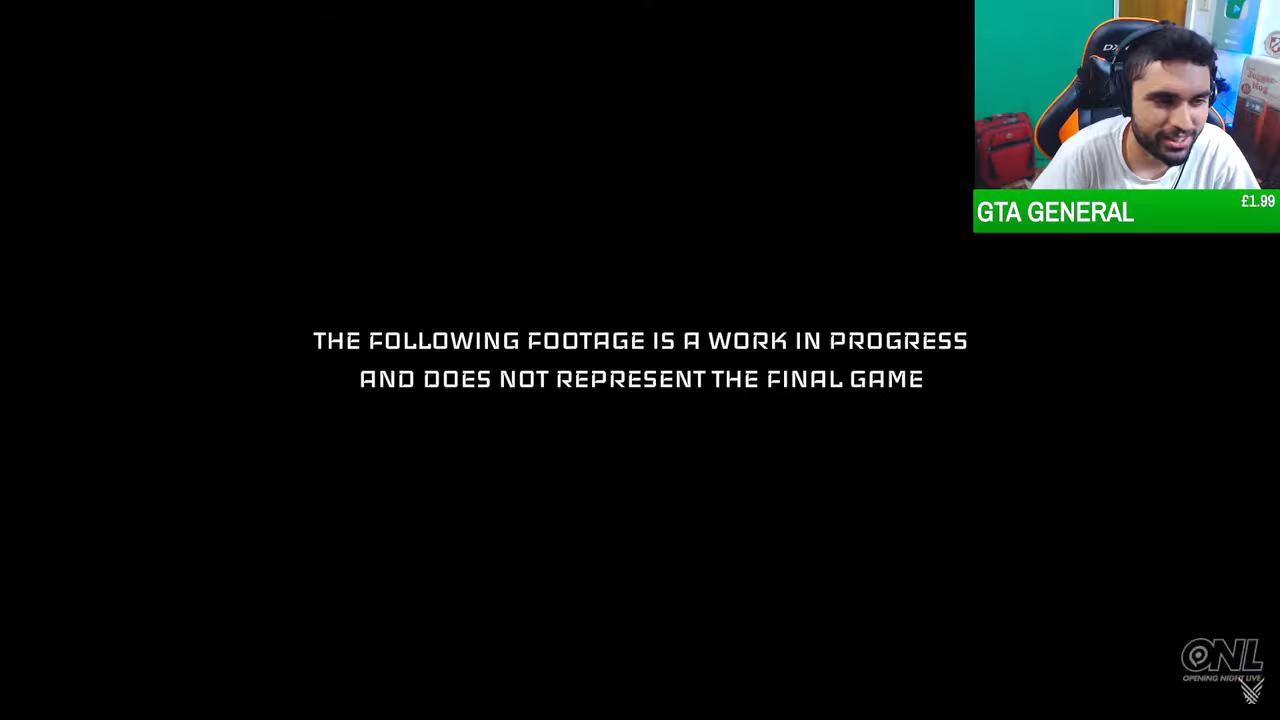 GTA GENERAL
£1.99
THE FOLLOWING FOOTAGE IS A WORK IN PROGRESS
AND DOES NOT REPRESENT THE FINAL GAME
ONL
OPENING NIGHT LIVE